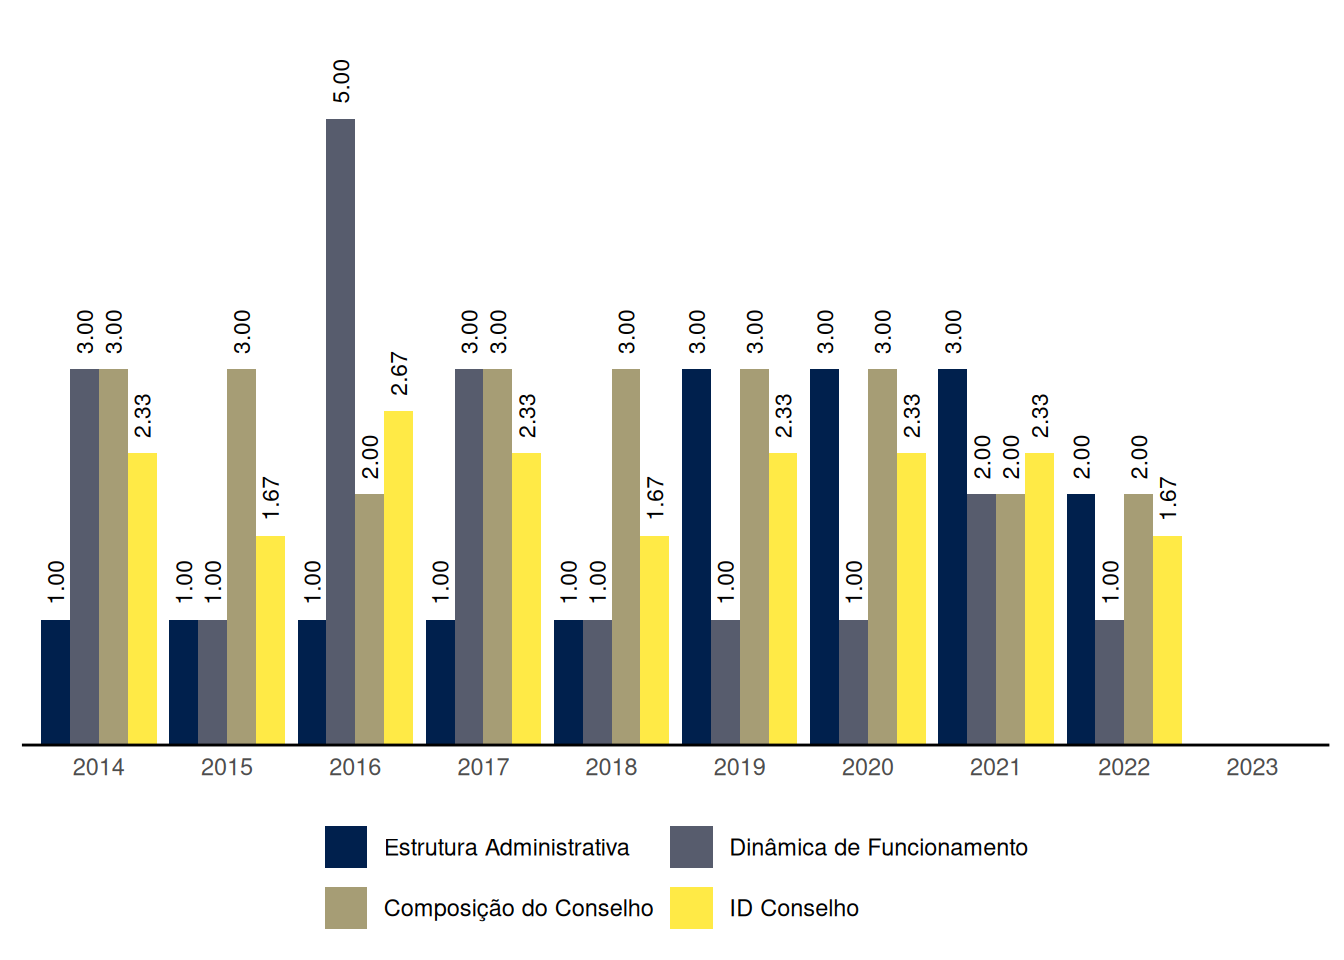 5.00
3.00 3.00 3.00 3.00 3.00 3.00 3.00 3.00 3.00 3.00 3.00
2.67
2.33 2.33 2.33 2.33 2.33
2.00 2.00 2.00 2.00 2.00
1.67 1.67 1.67
1.00 1.00 1.00 1.00 1.00 1.00 1.00 1.00 1.00 1.00
2014 2015 2016 2017 2018 2019 2020 2021 2022 2023
Estrutura Administrativa Dinâmica de Funcionamento
Composição do Conselho ID Conselho